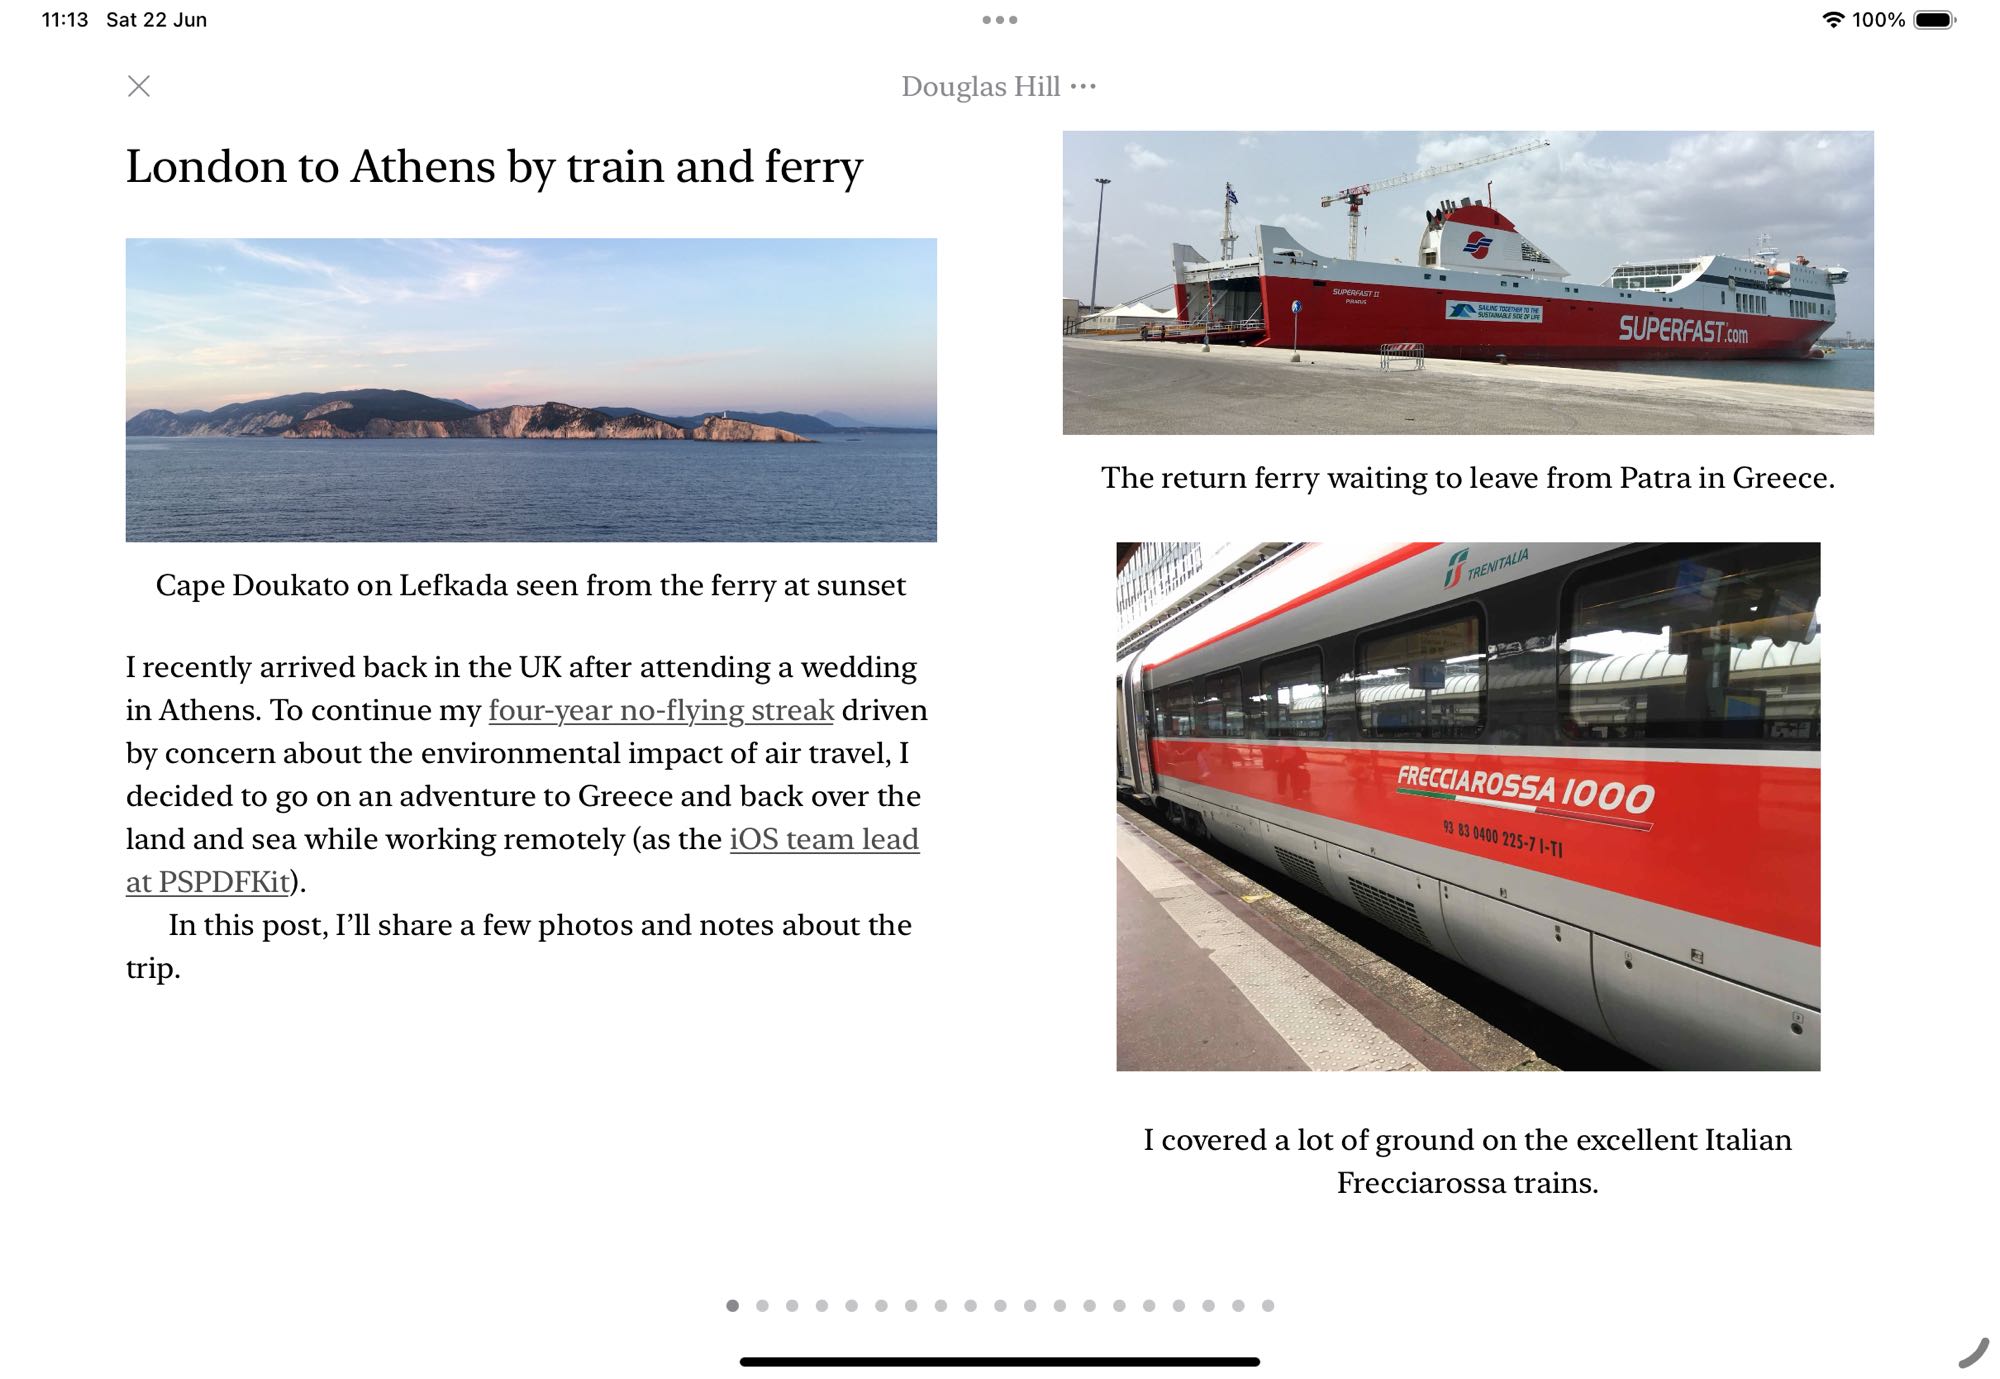 11:13 Sat 22 Jun
100%
Douglas Hill
London to Athens by train and ferry
Cape Doukato on Lefkada seen from the ferry at sunset
I recently arrived back in the UK after attending a wedding
in Athens. To continue my four-year no-flying streak driven
by concern about the environmental impact of air travel, I
decided to go on an adventure to Greece and back over the
land and sea while working remotely (as the iOS team lead
at PSPDFKit).
In this post, I’ll share a few photos and notes about the
trip.
SUPERFAST II
PIRAEUS
SAILING TOGETHER TO THE
SUSTAINABLE SIDE OF LIFE
SUPERFAST.com
The return ferry waiting to leave from Patra in Greece.
TRENITALIA
FRECCIAROSSA 1000
93 83 0400 225-7 I-TI
I covered a lot of ground on the excellent Italian
Frecciarossa trains.